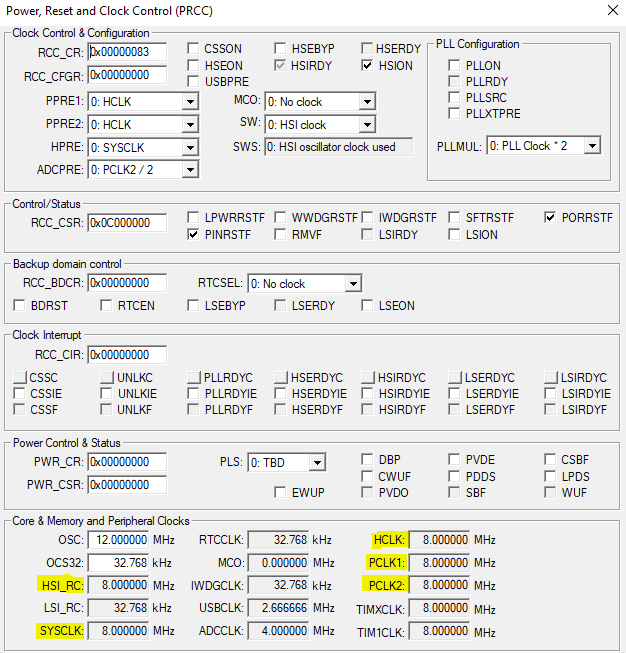 Power, Reset and Clock Control (PRCC)
Clock Control & Configuration
RCC_CR: 0x00000083 CSSON HSEBYP HSERDY
HSEON HSIRDY HSION
RCC_CFGR: 0x00000000 USBPRE
PPRE1: 0: HCLK MCO: 0: No clock
PPRE2: 0: HCLK SW: 0: HSI clock
HPRE: 0: SYSCLK SWS: 0: HSI oscillator clock used
ADCPRE: 0: PCLK2 / 2
PLL Configuration
PLLON
PLLRDY
PLLSRC
PLLXTPRE
PLLMUL: 0: PLL Clock * 2
Control/Status
RCC_CSR: 0x0C000000 LPWRRSTF WWDGRSTF IWDGRSTF SFTRSTF PORRSTF
PINRSTF RMVF LSIRDY LSION
Backup domain control
RCC_BDCR: 0x00000000 RTCSEL: 0: No clock
BDRST RTCEN LSEBYP LSERDY LSEON
Clock Interrupt
RCC_CIR: 0x00000000
CSSC UNLKC PLLRDYC HSERDYC HSIRDYC LSERDYC LSIRDYC
CSSIE UNLKIE PLLRDYIE HSERDYIE HSIRDYIE LSERDYIE LSIRDYIE
CSSF UNLKF PLLRDYF HSERDYF HSIRDYF LSERDYF LSIRDYF
Power Control & Status
PWR_CR: 0x00000000 PLS: 0: TBD DBP PVDE CSBF
CWUF PDDS LPDS
PWR_CSR: 0x00000000 EWUP PVDO SBF WUF
Core & Memory and Peripheral Clocks
OSC: 12.000000 MHz RTCCLK: 32.768 kHz HCLK: 8.000000 MHz
OCS32: 32.768 kHz MCO: 0.000000 MHz PCLK1: 8.000000 MHz
HSI_RC: 8.000000 MHz IWDGCLK: 32.768 kHz PCLK2: 8.000000 MHz
LSI_RC: 32.768 kHz USBCLK: 2.666666 MHz TIMXCLK: 8.000000 MHz
SYSCLK: 8.000000 MHz ADCCLK: 4.000000 MHz TIM1CLK: 8.000000 MHz